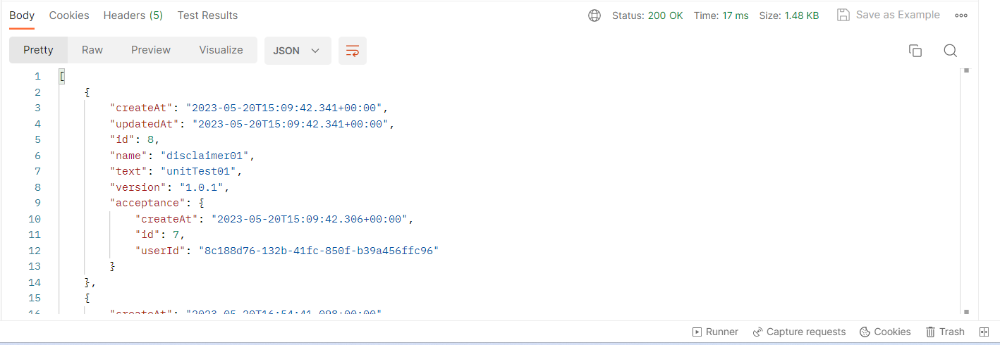 Body Cookies Headers (5) Test Results Status: 200 OK Time: 17 ms Size: 1.48 KB Save as Example
Pretty Raw Preview Visualize JSON
1 [
2 {
3 "createAt": "2023-05-20T15:09:42.341+00:00",
4 "updatedAt": "2023-05-20T15:09:42.341+00:00",
5 "id": 8,
6 "name": "disclaimer01",
7 "text": "unitTest01",
8 "version": "1.0.1",
9 "acceptance": {
10 "createAt": "2023-05-20T15:09:42.306+00:00",
11 "id": 7,
12 "userId": "8c188d76-132b-41fc-850f-b39a456ffc96"
13 }
14 },
15 {
16 "createAt": "2023-05-20T16:54:41.098+00:00"
Runner Capture requests Cookies Trash